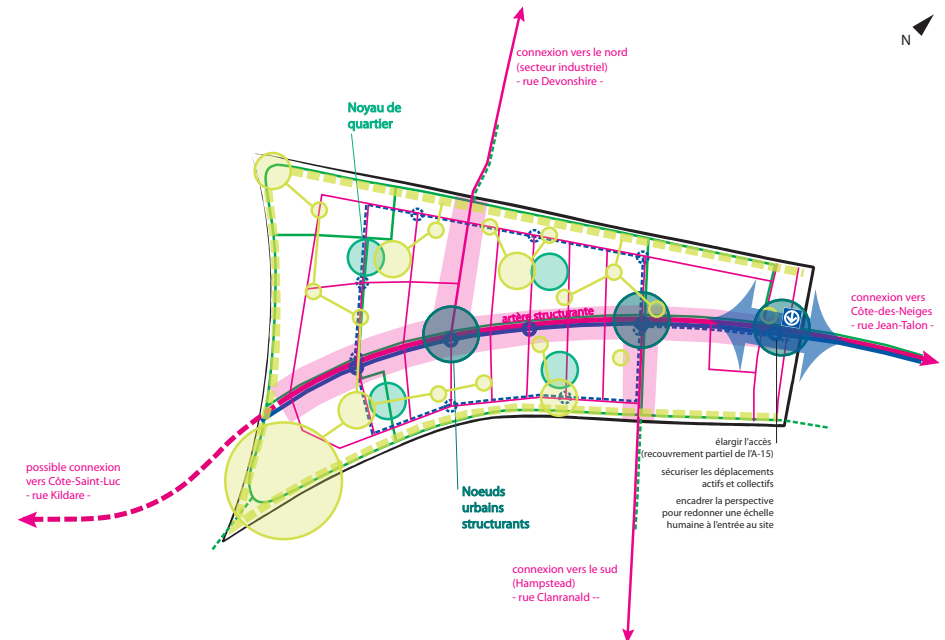 N
connexion vers le nord
(secteur industriel)
- rue Devonshire -
Noyau de
quartier
artère structurante
connexion vers
Côte-des-Neiges
- rue Jean-Talon -
élargir l'accès
(recouvrement partiel de l'A-15)
sécuriser les déplacements
actifs et collectifs
encadrer la perspective
pour redonner une échelle
humaine à l'entrée au site
possible connexion
vers Côte-Saint-Luc
- rue Kildare -
Noeuds
urbains
structurants
connexion vers le sud
(Hampstead)
- rue Clanranald --